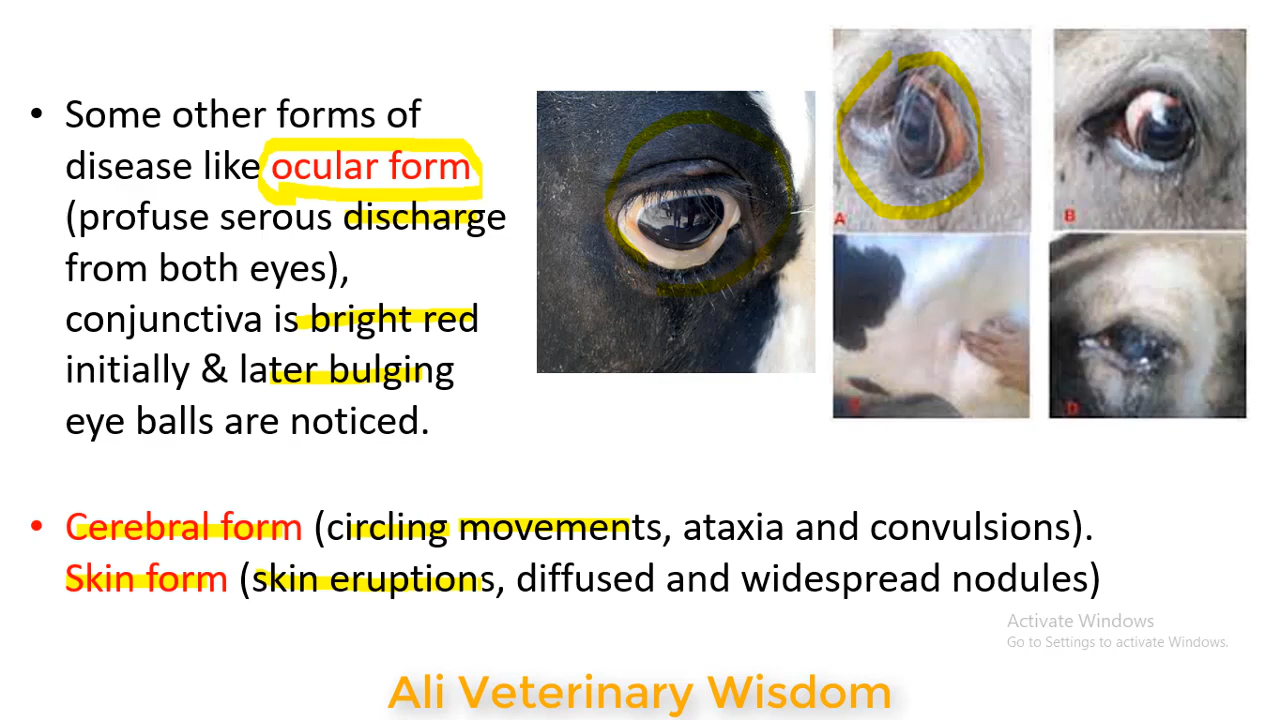 • Some other forms of
disease like ocular form
(profuse serous discharge
from both eyes),
conjunctiva is bright red
initially & later bulging
eye balls are noticed.
A
B
D
• Cerebral form (circling movements, ataxia and convulsions).
Skin form (skin eruptions, diffused and widespread nodules)
Activate Windows
Go to Settings to activate Windows.
Ali Veterinary Wisdom